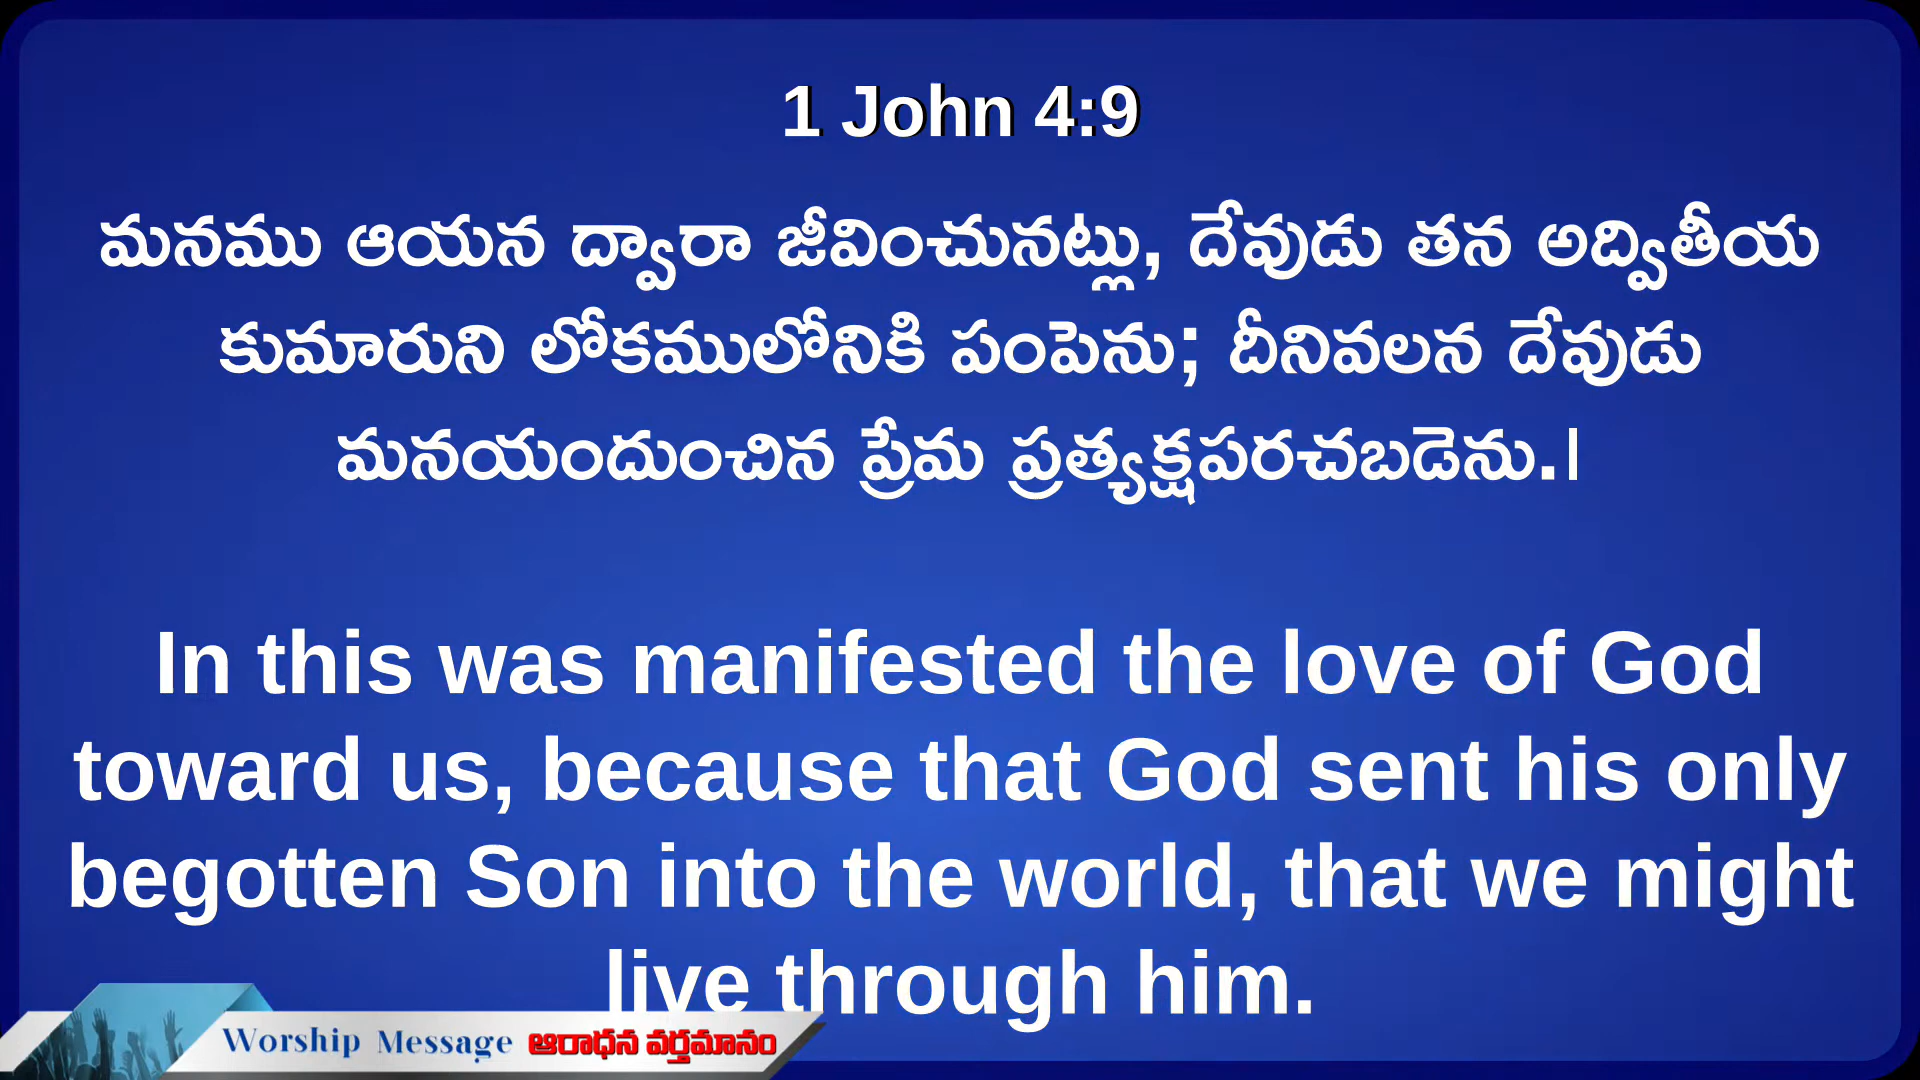 1 John 4:9
మనము ఆయన ద్వారా జీవించునట్లు, దేవుడు తన అద్వితీయ
కుమారుని లోకములోనికి పంపెను; దీనివలన దేవుడు
మనయందుంచిన ప్రేమ ప్రత్యక్షపరచబడెను.|
In this was manifested the love of God
toward us, because that God sent his only
begotten Son into the world, that we might
live through him.
Worship Message ఆరాధన వర్తమానం